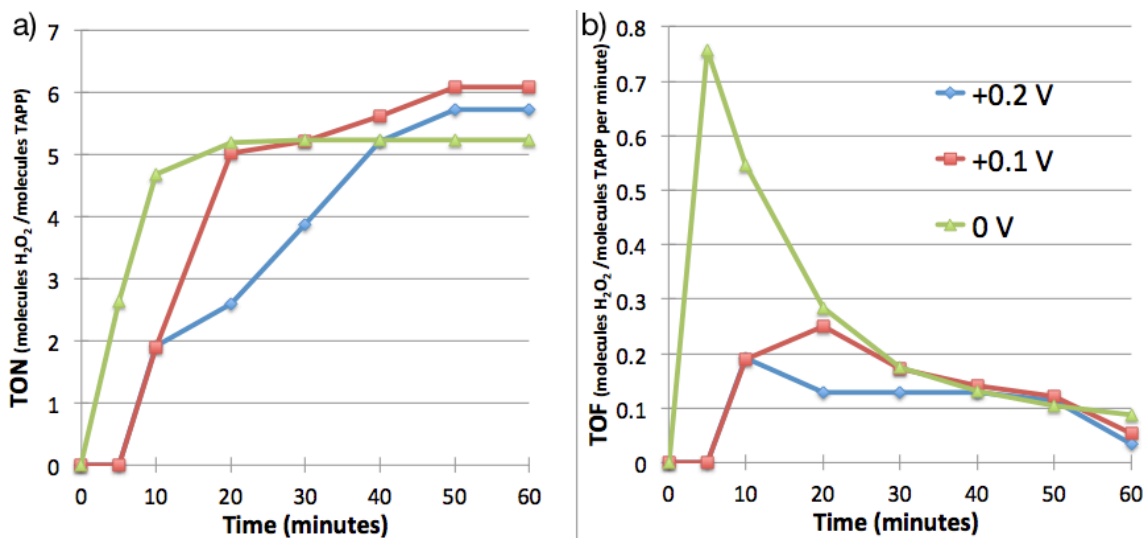 a)
TON (molecules H₂O₂ /molecules TAPP)
7
6
5
4
3
2
1
0
0 10 20 30 40 50 60
Time (minutes)
b)
TOF (molecules H₂O₂ /molecules TAPP per minute)
0.8
0.7
0.6
0.5
0.4
0.3
0.2
0.1
0
+0.2 V
+0.1 V
0 V
0 10 20 30 40 50 60
Time (minutes)